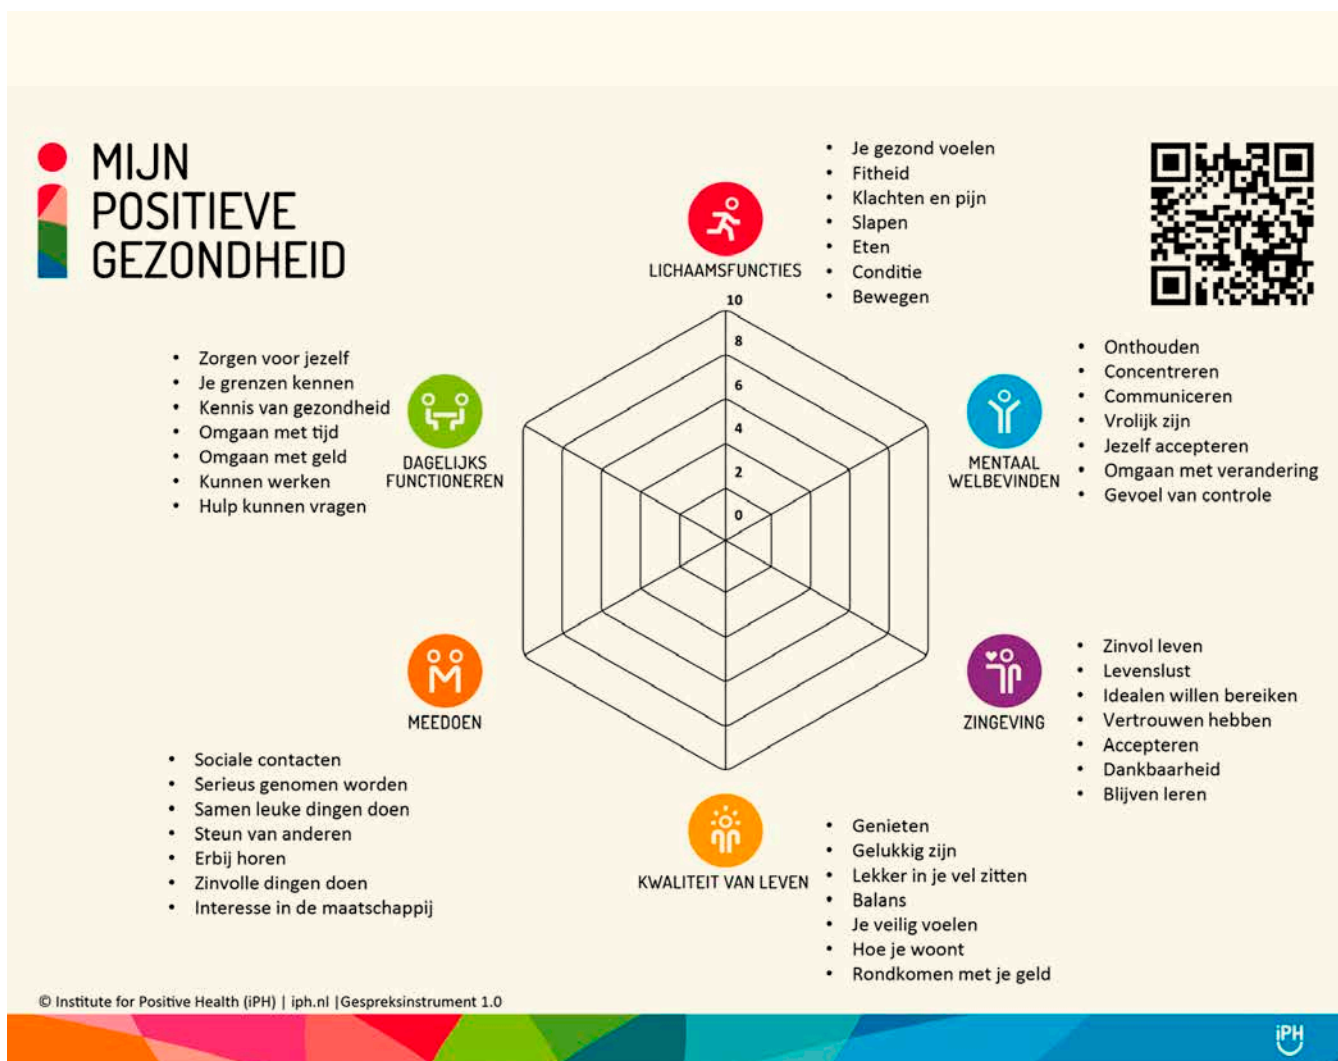 MIJN
POSITIEVE
GEZONDHEID
LICHAAMSFUNCTIES
• Je gezond voelen
• Fitheid
• Klachten en pijn
• Slapen
• Eten
• Conditie
• Bewegen
10
8
6
4
2
0
MENTAAL
WELBEVINDEN
• Onthouden
• Concentreren
• Communiceren
• Vrolijk zijn
• Jezelf accepteren
• Omgaan met verandering
• Gevoel van controle
ZINGEVING
• Zinvol leven
• Levenslust
• Idealen willen bereiken
• Vertrouwen hebben
• Accepteren
• Dankbaarheid
• Blijven leren
KWALITEIT VAN LEVEN
• Genieten
• Gelukkig zijn
• Lekker in je vel zitten
• Balans
• Je veilig voelen
• Hoe je woont
• Rondkomen met je geld
MEEDOEN
• Sociale contacten
• Serieus genomen worden
• Samen leuke dingen doen
• Steun van anderen
• Erbij horen
• Zinvolle dingen doen
• Interesse in de maatschappij
DAGELIJKS
FUNCTIONEREN
• Zorgen voor jezelf
• Je grenzen kennen
• Kennis van gezondheid
• Omgaan met tijd
• Omgaan met geld
• Kunnen werken
• Hulp kunnen vragen
© Institute for Positive Health (iPH) | iph.nl |Gespreksinstrument 1.0
iPH